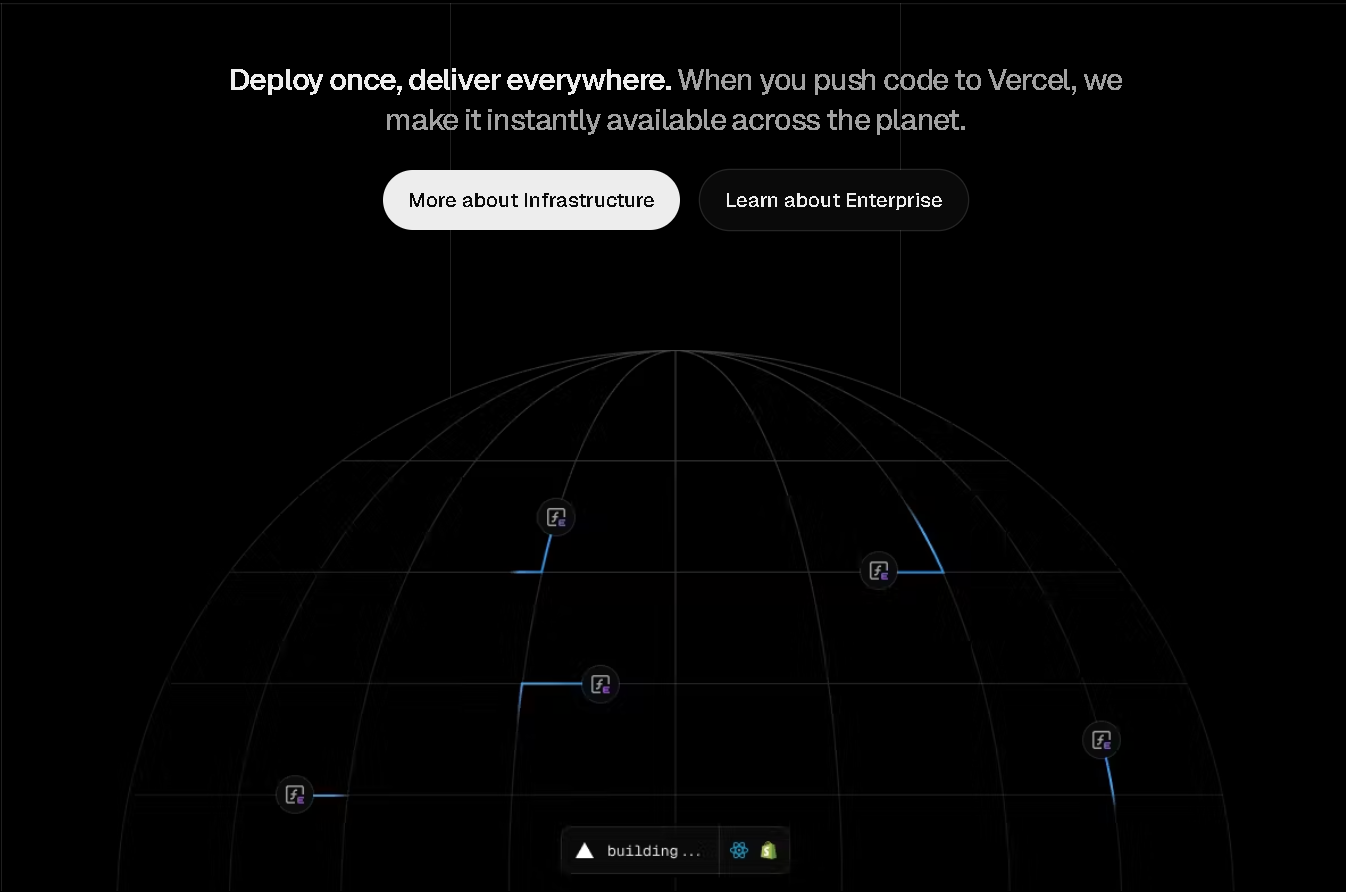 Deploy once, deliver everywhere. When you push code to Vercel, we
make it instantly available across the planet.
More about Infrastructure
Learn about Enterprise
building...